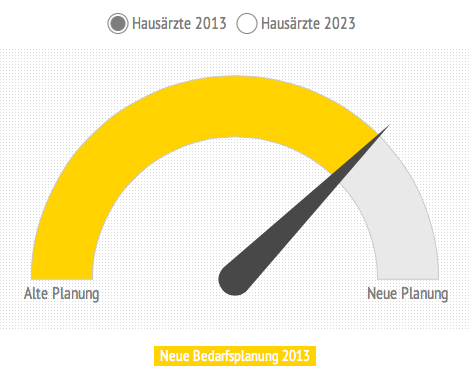 Hausärzte 2013 Hausärzte 2023
Alte Planung Neue Planung
Neue Bedarfsplanung 2013